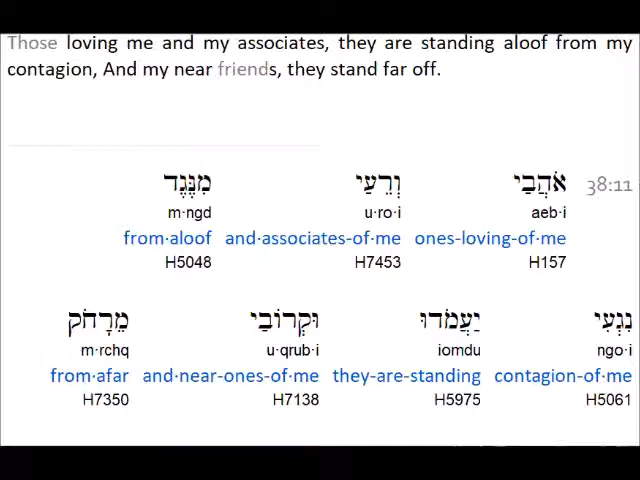 Those loving me and my associates, they are standing aloof from my
contagion, And my near friends, they stand far off.
אֹהֲבַי וְרֵעַי מִנֶּגֶד 38:11
m·ngd u·ro·i aeb·i
from·aloof and·associates-of·me ones-loving-of·me
H5048 H7453 H157
נִגְעִי יַעֲמֹדוּ וּקְרוֹבַי מֵרָחֹק
m·rchq u·qrub·i iomdu ngo·i
from·afar and·near-ones-of·me they-are-standing contagion-of·me
H7350 H7138 H5975 H5061